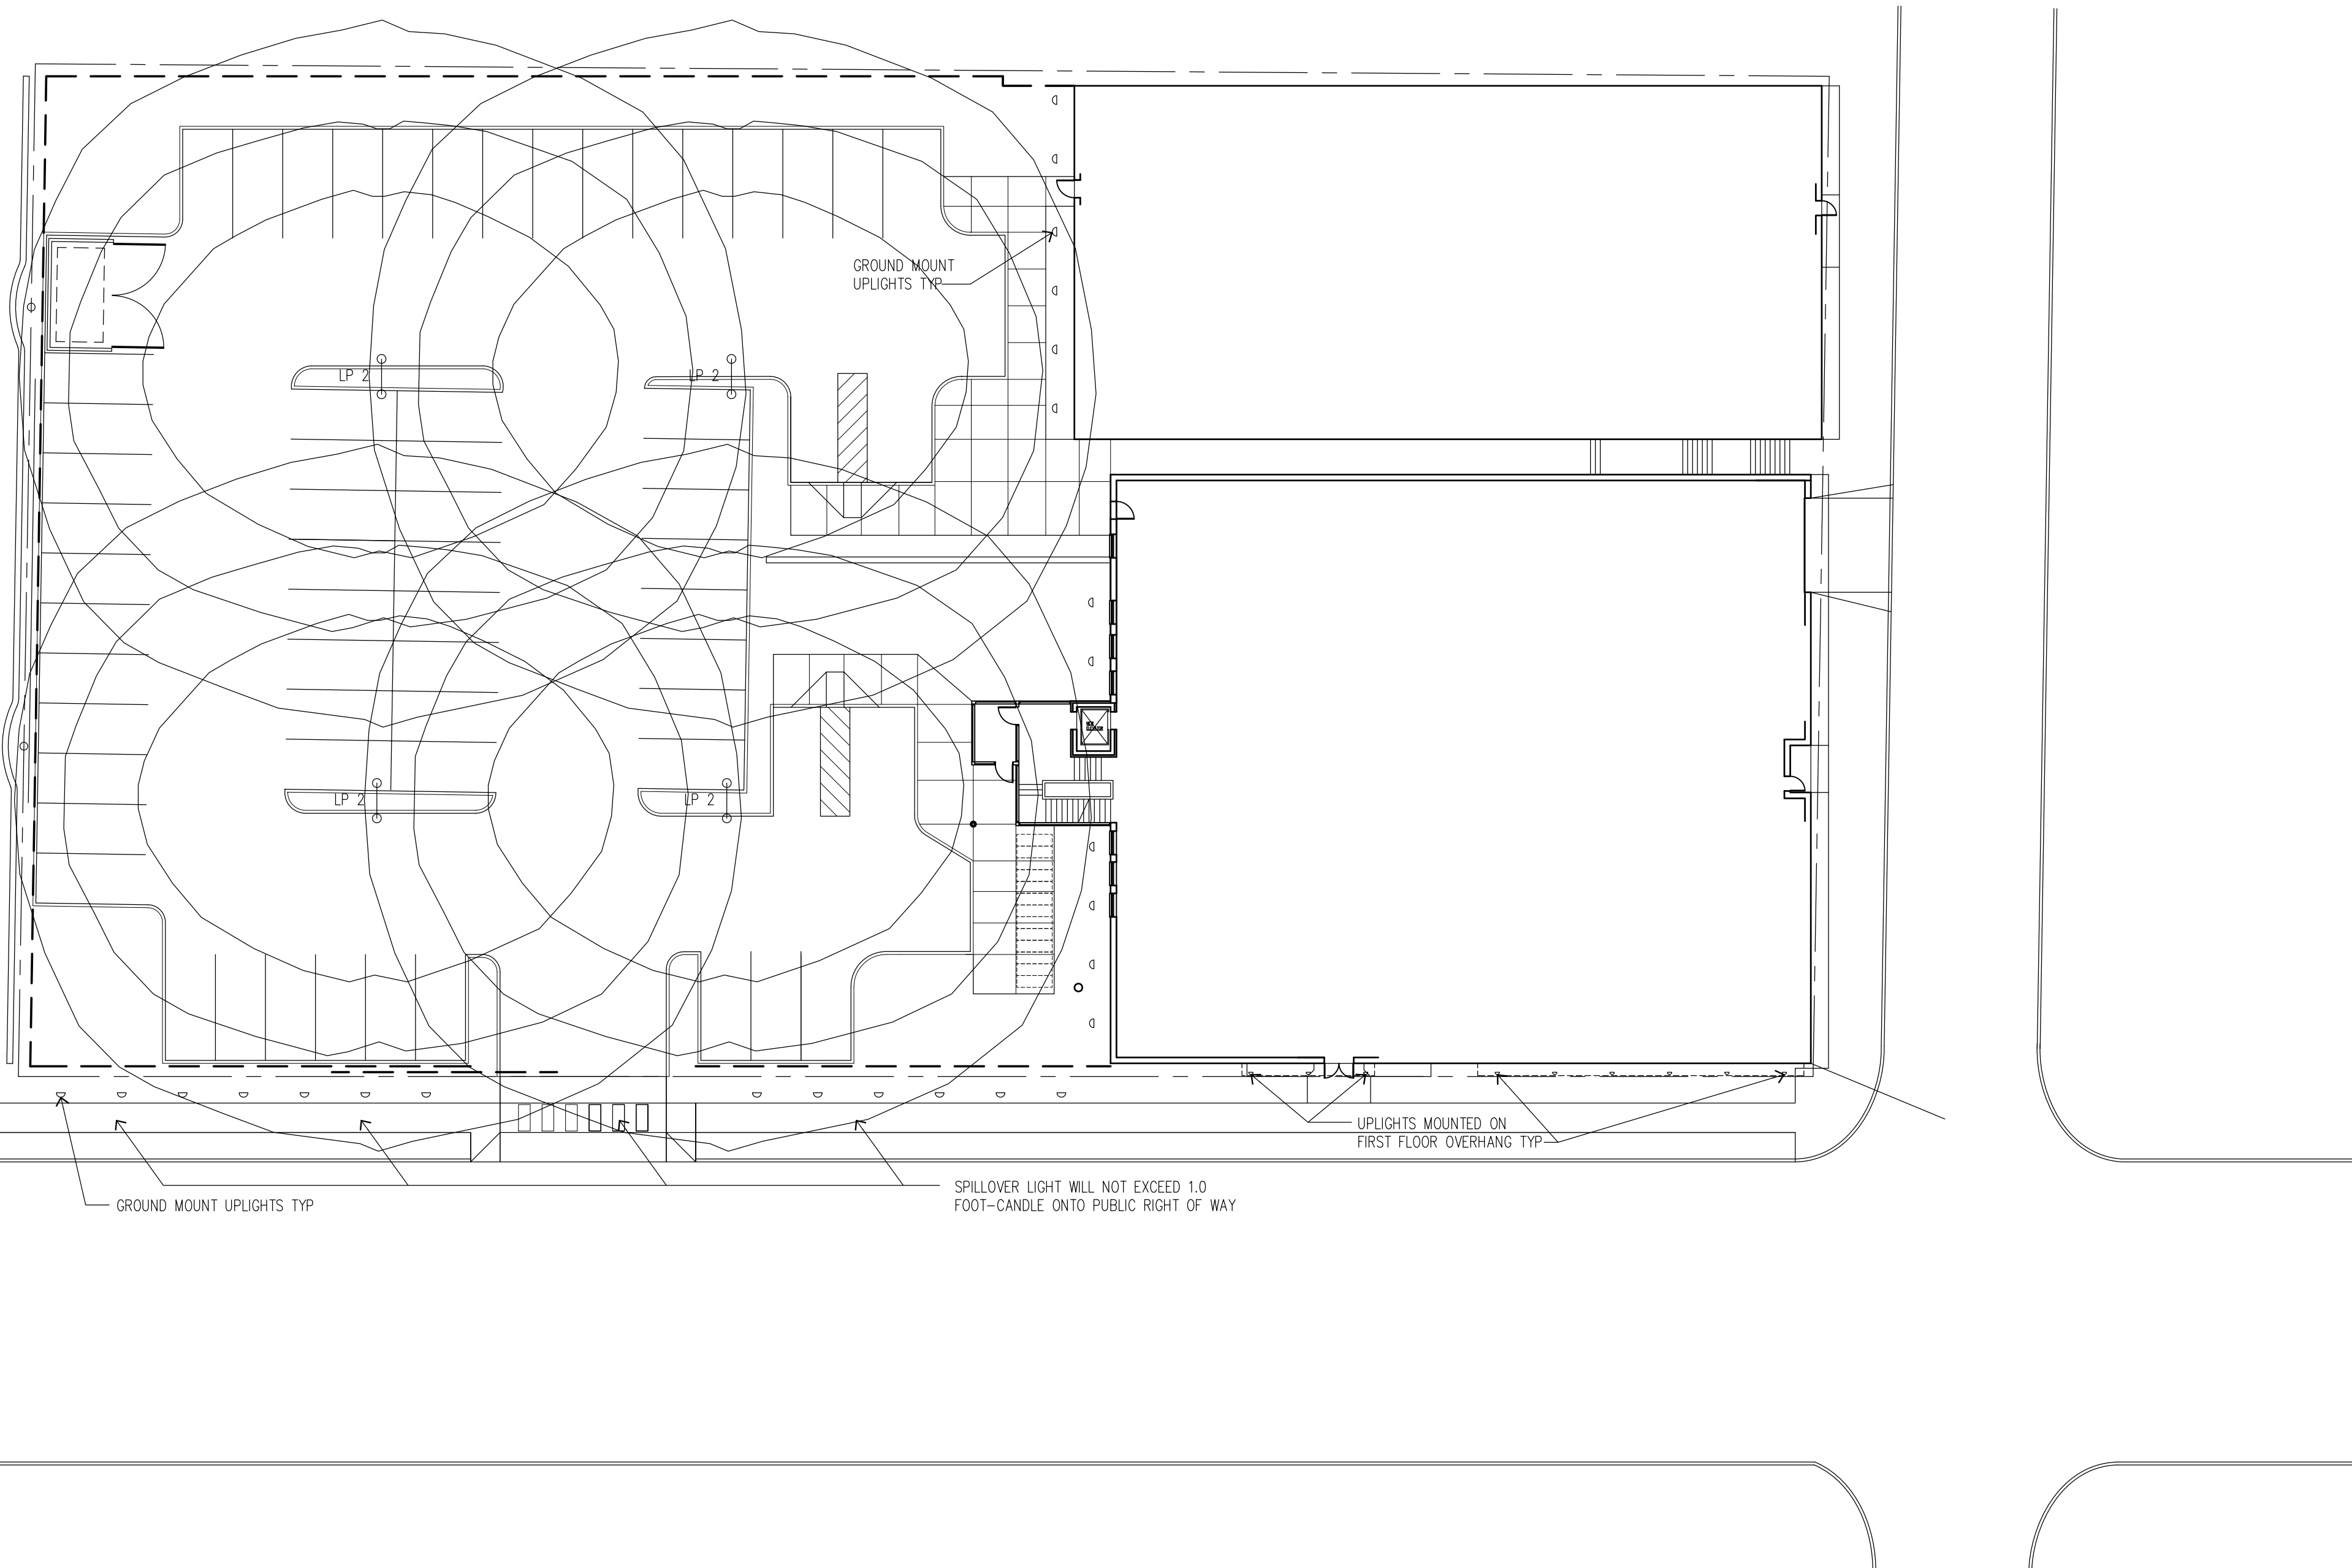 GROUND MOUNT
UPLIGHTS TYP
LP 2
LP 2
LP 2
LP 2
UPLIGHTS MOUNTED ON
FIRST FLOOR OVERHANG TYP
SPILLOVER LIGHT WILL NOT EXCEED 1.0
FOOT-CANDLE ONTO PUBLIC RIGHT OF WAY
GROUND MOUNT UPLIGHTS TYP